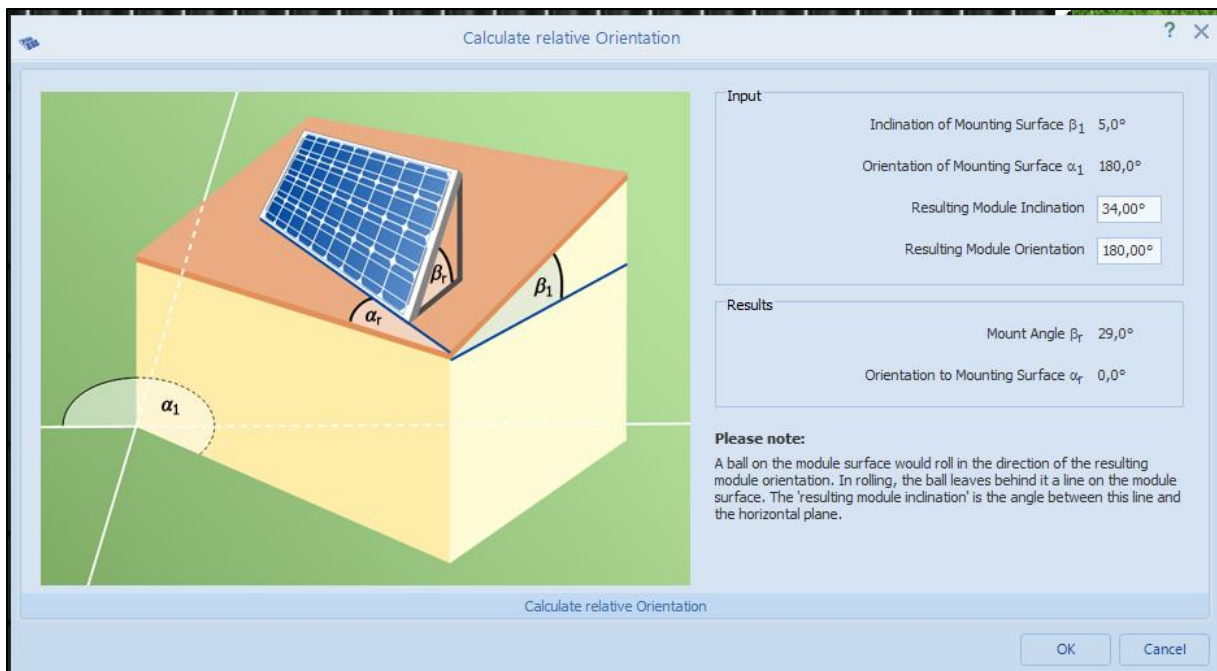 Calculate relative Orientation
?
Input
Inclination of Mounting Surface β1 5,0°
Orientation of Mounting Surface α1 180,0°
Resulting Module Inclination 34,00°
Resulting Module Orientation 180,00°
Results
Mount Angle βr 29,0°
Orientation to Mounting Surface αr 0,0°
Please note:
A ball on the module surface would roll in the direction of the resulting
module orientation. In rolling, the ball leaves behind it a line on the module
surface. The 'resulting module inclination' is the angle between this line and
the horizontal plane.
βr
β1
αr
α1
Calculate relative Orientation
OK Cancel